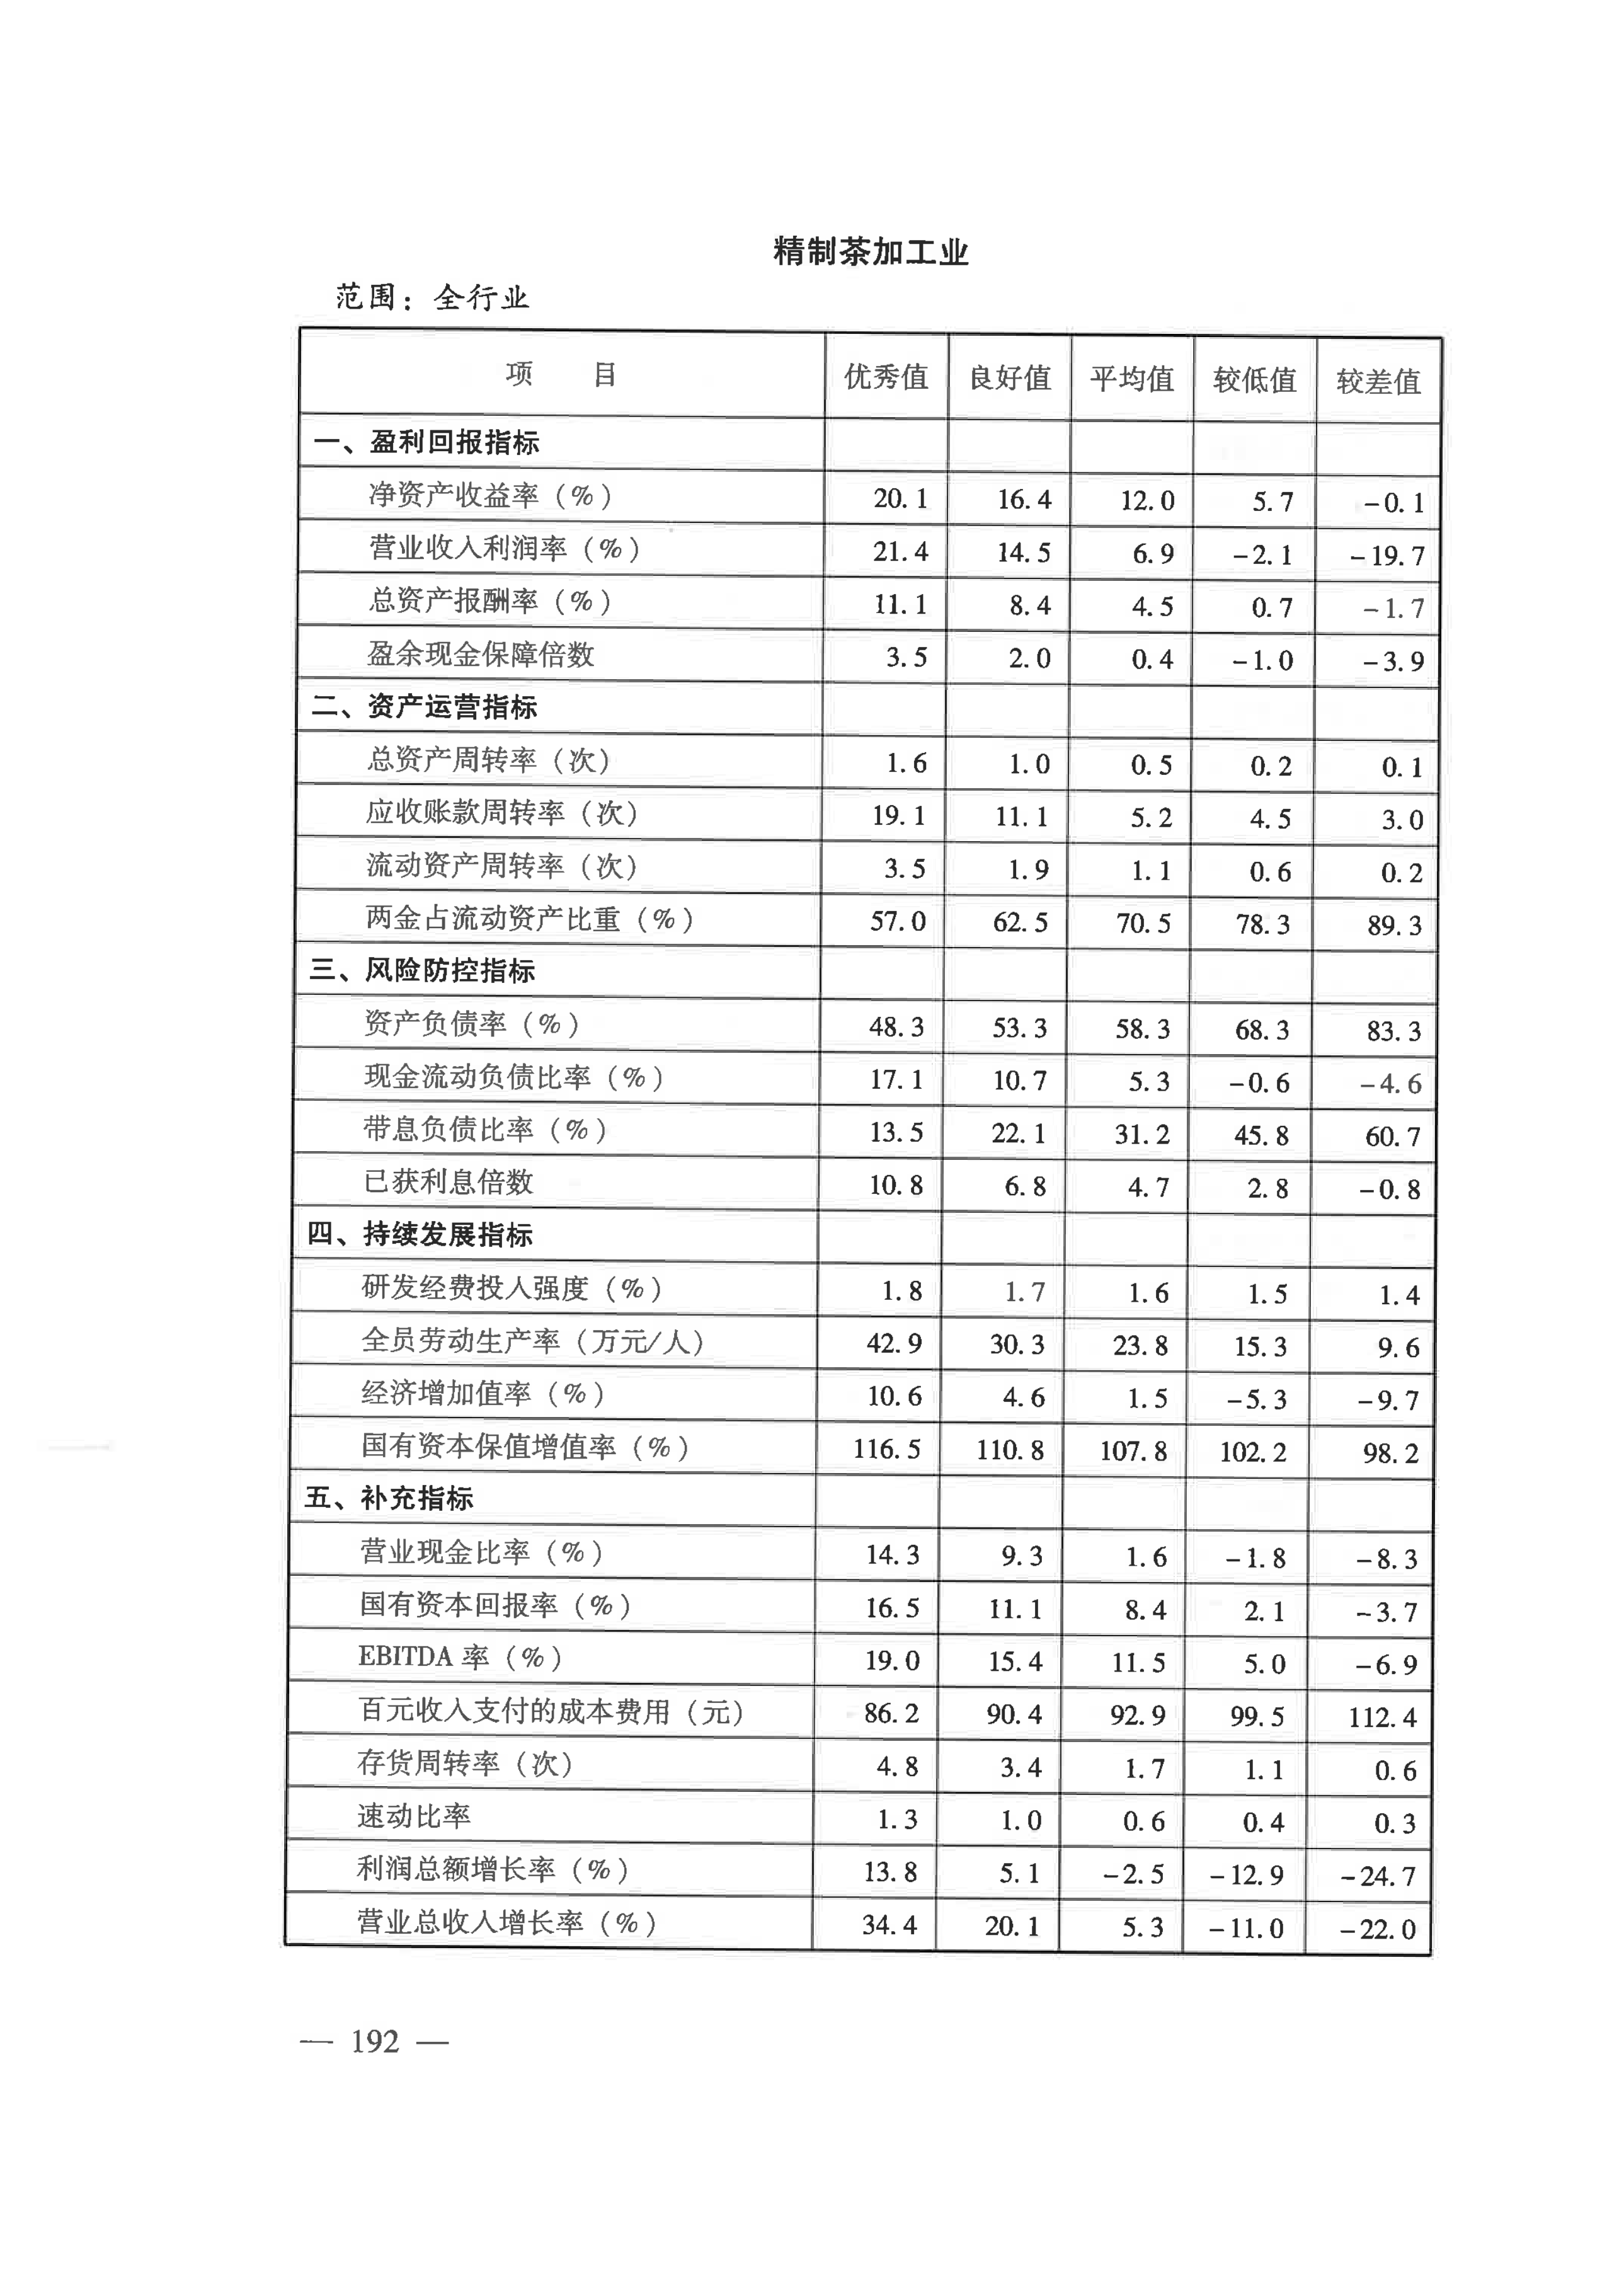 精制茶加工业
范围：全行业
项 目 优秀值 良好值 平均值 较低值 较差值
一、盈利回报指标
净资产收益率（%） 20.1 16.4 12.0 5.7 -0.1
营业收入利润率（%） 21.4 14.5 6.9 -2.1 -19.7
总资产报酬率（%） 11.1 8.4 4.5 0.7 -1.7
盈余现金保障倍数 3.5 2.0 0.4 -1.0 -3.9
二、资产运营指标
总资产周转率（次） 1.6 1.0 0.5 0.2 0.1
应收账款周转率（次） 19.1 11.1 5.2 4.5 3.0
流动资产周转率（次） 3.5 1.9 1.1 0.6 0.2
两金占流动资产比重（%） 57.0 62.5 70.5 78.3 89.3
三、风险防控指标
资产负债率（%） 48.3 53.3 58.3 68.3 83.3
现金流动负债比率（%） 17.1 10.7 5.3 -0.6 -4.6
带息负债比率（%） 13.5 22.1 31.2 45.8 60.7
已获利息倍数 10.8 6.8 4.7 2.8 -0.8
四、持续发展指标
研发经费投入强度（%） 1.8 1.7 1.6 1.5 1.4
全员劳动生产率（万元/人） 42.9 30.3 23.8 15.3 9.6
经济增加值率（%） 10.6 4.6 1.5 -5.3 -9.7
国有资本保值增值率（%） 116.5 110.8 107.8 102.2 98.2
五、补充指标
营业现金比率（%） 14.3 9.3 1.6 -1.8 -8.3
国有资本回报率（%） 16.5 11.1 8.4 2.1 -3.7
EBITDA 率（%） 19.0 15.4 11.5 5.0 -6.9
百元收入支付的成本费用（元） 86.2 90.4 92.9 99.5 112.4
存货周转率（次） 4.8 3.4 1.7 1.1 0.6
速动比率 1.3 1.0 0.6 0.4 0.3
利润总额增长率（%） 13.8 5.1 -2.5 -12.9 -24.7
营业总收入增长率（%） 34.4 20.1 5.3 -11.0 -22.0
— 192 —